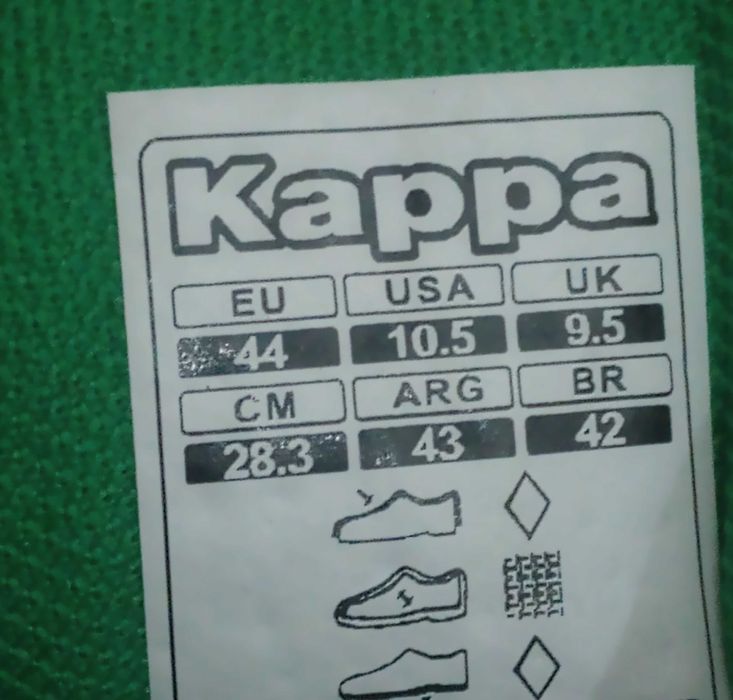 Kappa
EU USA UK
44 10.5 9.5
CM ARG BR
28.3 43 42